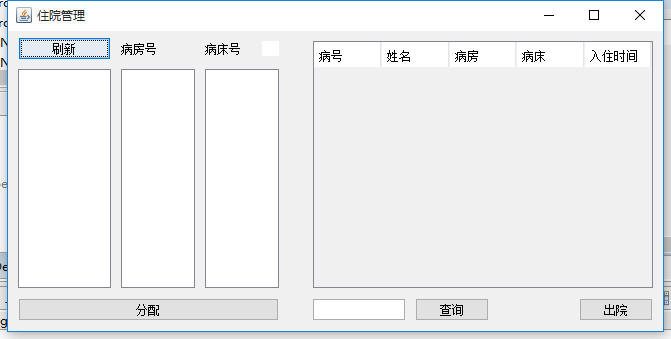 住院管理
刷新 病房号 病床号
病号 姓名 病房 病床 入住时间
分配 查询 出院